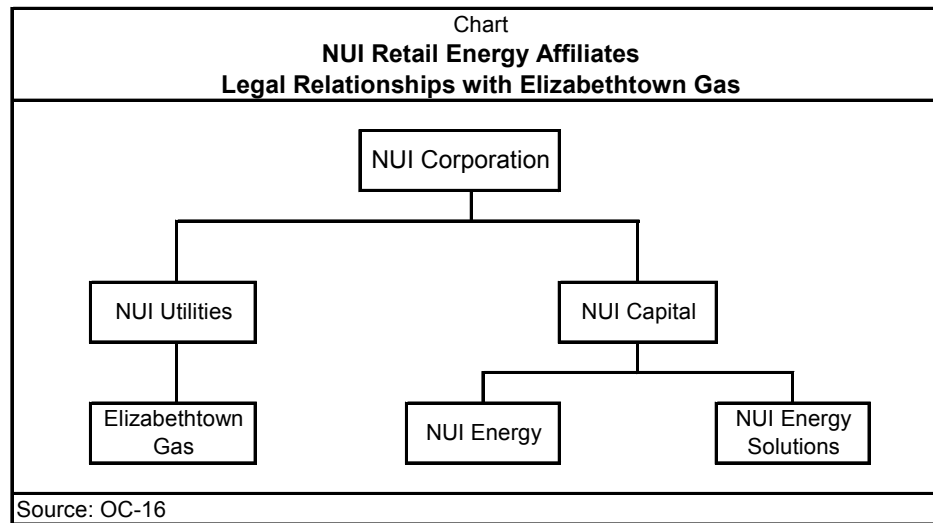 Chart
NUI Retail Energy Affiliates
Legal Relationships with Elizabethtown Gas
NUI Corporation
NUI Utilities
NUI Capital
Elizabethtown
Gas
NUI Energy
NUI Energy
Solutions
Source: OC-16